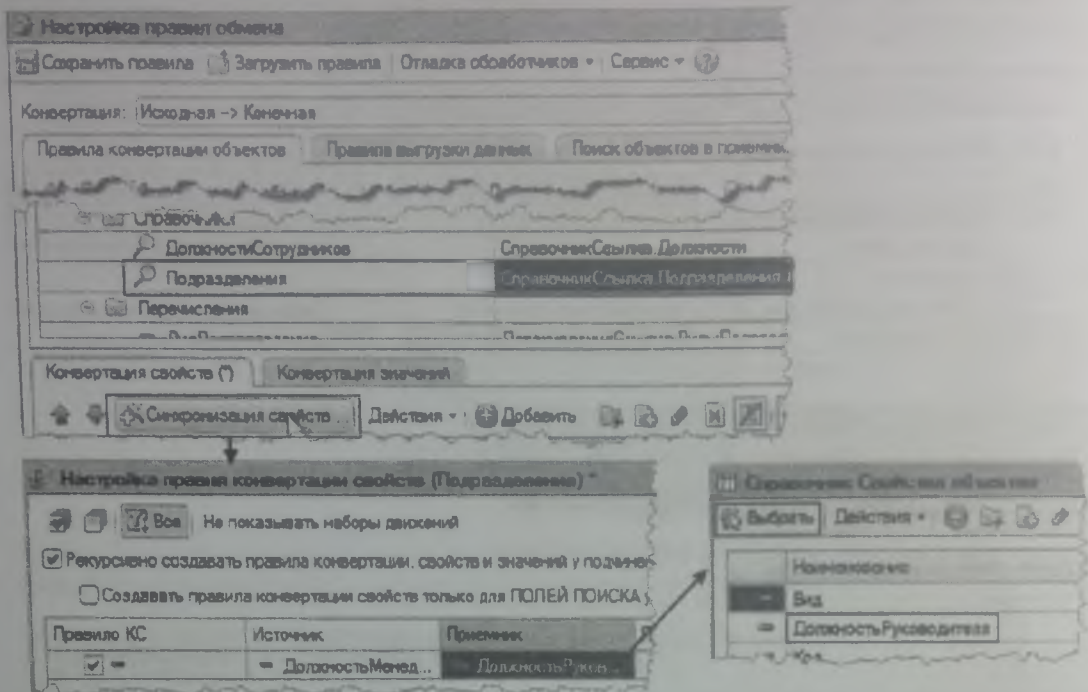 Настройка правил обмена
Сохранить правила Загрузить правила Отладка обработчиков Сервис
Конвертация: Исходная -> Конечная
Правила конвертации объектов Правила выгрузки данных Поиск объектов в приемник
Справочники
ДолжностиСотрудников СправочникСсылка.Должности
Подразделения СправочникСсылка.Подразделения
Перечисления
Конвертация свойств (*) Конвертация значений
Синхронизация свойств ... Действия Добавить
Настройка правил конвертации свойств (Подразделения) *
Все Не показывать наборы движений
Рекурсивно создавать правила конвертации, свойств и значений у подчинен
Создавать правила конвертации свойств только для ПОЛЕЙ ПОИСКА у
Правило КС Источник Приемник
ДолжностьМенед... ДолжностьРуков...
Справочник Свойства объектов
Выбрать Действия
Наименование
Вид
ДолжностьРуководителя